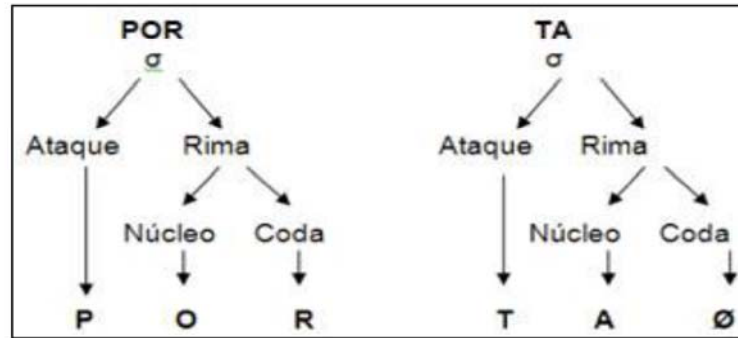 POR TA
σ σ
Ataque Rima Ataque Rima
Núcleo Coda Núcleo Coda
P O R T A Ø